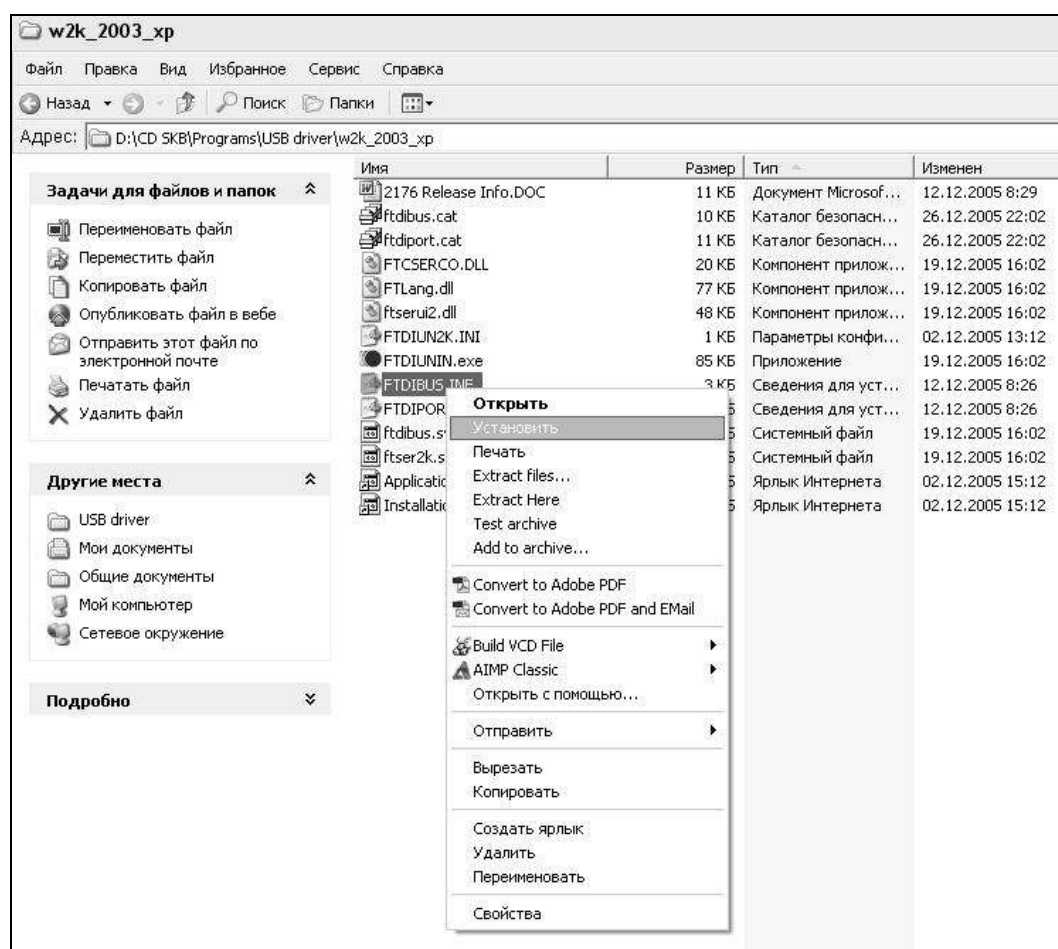 w2k_2003_xp
Файл Правка Вид Избранное Сервис Справка
Назад Поиск Папки
Адрес: D:\CD SKB\Programs\USB driver\w2k_2003_xp
Задачи для файлов и папок
Переименовать файл
Переместить файл
Копировать файл
Опубликовать файл в вебе
Отправить этот файл по
электронной почте
Печатать файл
Удалить файл
Другие места
USB driver
Мои документы
Общие документы
Мой компьютер
Сетевое окружение
Подробно
Имя Размер Тип Изменен
2176 Release Info.DOC 11 КБ Документ Microsof... 12.12.2005 8:29
ftdibus.cat 10 КБ Каталог безопасн... 26.12.2005 22:02
ftdiport.cat 11 КБ Каталог безопасн... 26.12.2005 22:02
FTCSERCO.DLL 20 КБ Компонент прилож... 19.12.2005 16:02
FTLang.dll 77 КБ Компонент прилож... 19.12.2005 16:02
ftserui2.dll 48 КБ Компонент прилож... 19.12.2005 16:02
FTDIUN2K.INI 1 КБ Параметры конфи... 02.12.2005 13:12
FTDIUNIN.exe 85 КБ Приложение 19.12.2005 16:02
FTDIBUS.INF 3 КБ Сведения для уст... 12.12.2005 8:26
FTDIPOR Сведения для уст... 12.12.2005 8:26
ftdibus.s Системный файл 19.12.2005 16:02
ftser2k.s Системный файл 19.12.2005 16:02
Applicatio Ярлык Интернета 02.12.2005 15:12
Installatio Ярлык Интернета 02.12.2005 15:12
Открыть
Установить
Печать
Extract files...
Extract Here
Test archive
Add to archive...
Convert to Adobe PDF
Convert to Adobe PDF and EMail
Build VCD File
AIMP Classic
Открыть с помощью...
Отправить
Вырезать
Копировать
Создать ярлык
Удалить
Переименовать
Свойства